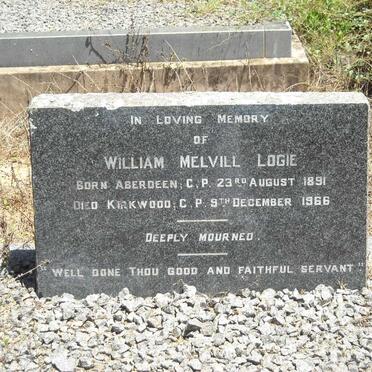 IN LOVING MEMORY
OF
WILLIAM MELVILL LOGIE
BORN ABERDEEN; C.P. 23RD AUGUST 1891
DIED KIRKWOOD; C.P. 9TH DECEMBER 1966
DEEPLY MOURNED.
"WELL DONE THOU GOOD AND FAITHFUL SERVANT"